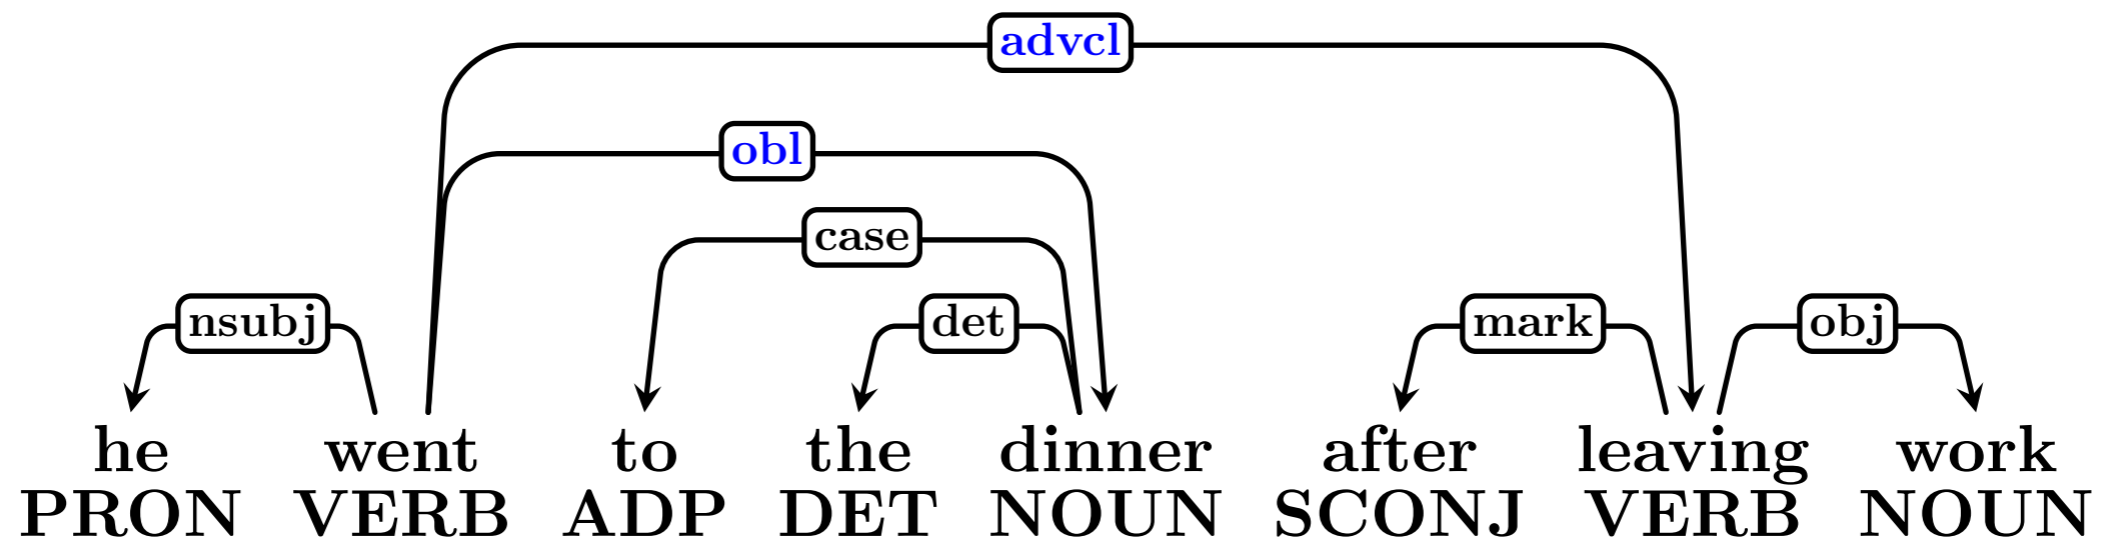 advcl
obl
case
nsubj det mark obj
he went to the dinner after leaving work
PRON VERB ADP DET NOUN SCONJ VERB NOUN